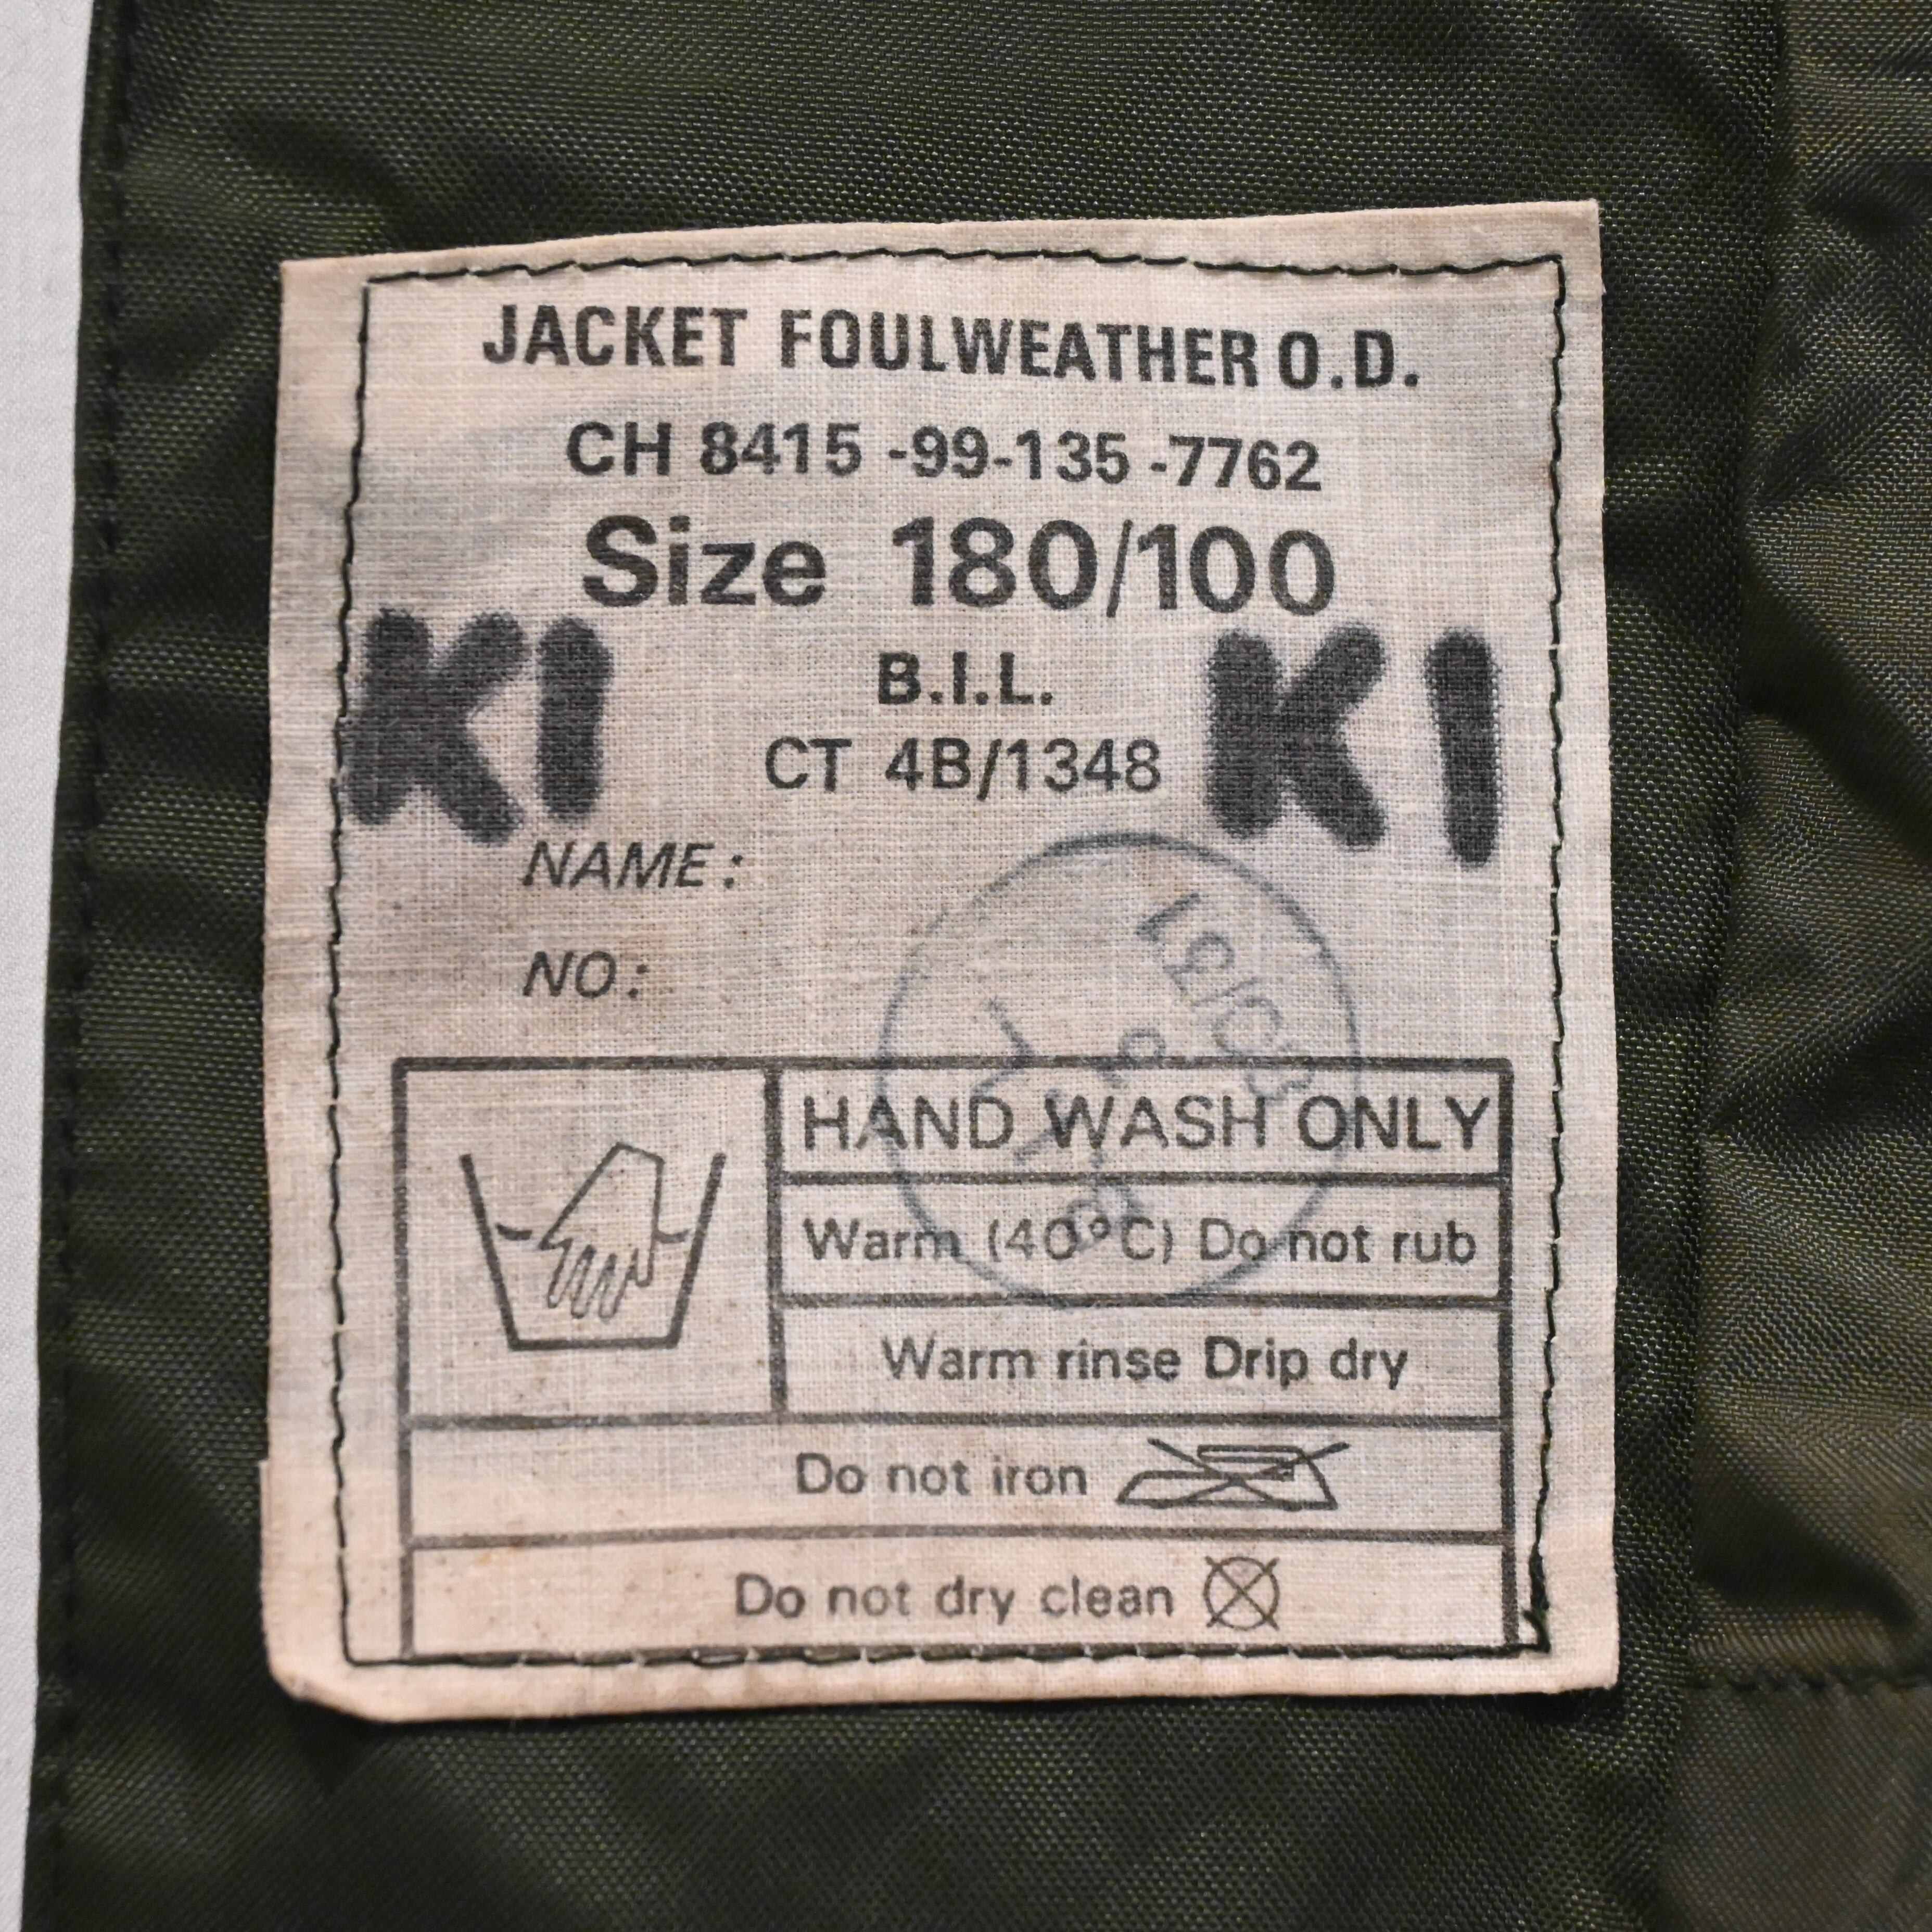 JACKET FOULWEATHER O.D.
CH 8415 -99-135 -7762
Size 180/100
KI B.I.L. KI
CT 4B/1348
NAME :
NO :
HAND WASH ONLY
Warm (40°C) Do not rub
Warm rinse Drip dry
Do not iron
Do not dry clean